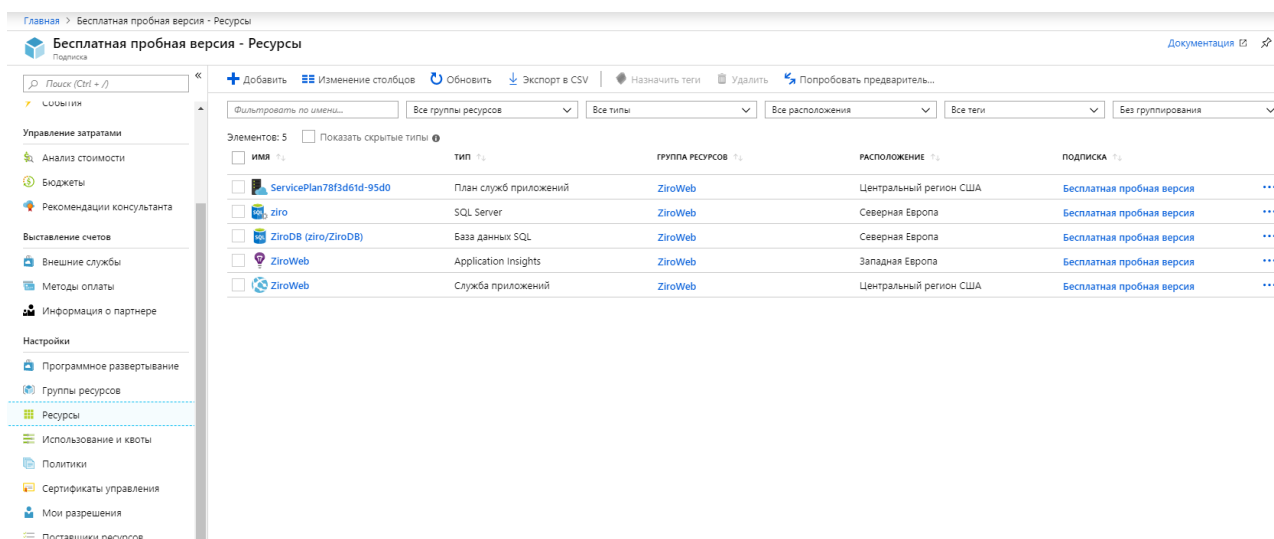 Главная > Бесплатная пробная версия - Ресурсы
Бесплатная пробная версия - Ресурсы
Подписка
Документация
Поиск (Ctrl + /)
«
События
Управление затратами
Анализ стоимости
Бюджеты
Рекомендации консультанта
Выставление счетов
Внешние службы
Методы оплаты
Информация о партнере
Настройки
Программное развертывание
Группы ресурсов
Ресурсы
Использование и квоты
Политики
Сертификаты управления
Мои разрешения
Поставщики ресурсов
Добавить Изменение столбцов Обновить Экспорт в CSV Назначить теги Удалить Попробовать предваритель...
Фильтровать по имени... Все группы ресурсов Все типы Все расположения Все теги Без группирования
Элементов: 5 Показать скрытые типы
ИМЯ ТИП ГРУППА РЕСУРСОВ РАСПОЛОЖЕНИЕ ПОДПИСКА
ServicePlan78f3d61d-95d0 План служб приложений ZiroWeb Центральный регион США Бесплатная пробная версия
ziro SQL Server ZiroWeb Северная Европа Бесплатная пробная версия
ZiroDB (ziro/ZiroDB) База данных SQL ZiroWeb Северная Европа Бесплатная пробная версия
ZiroWeb Application Insights ZiroWeb Западная Европа Бесплатная пробная версия
ZiroWeb Служба приложений ZiroWeb Центральный регион США Бесплатная пробная версия